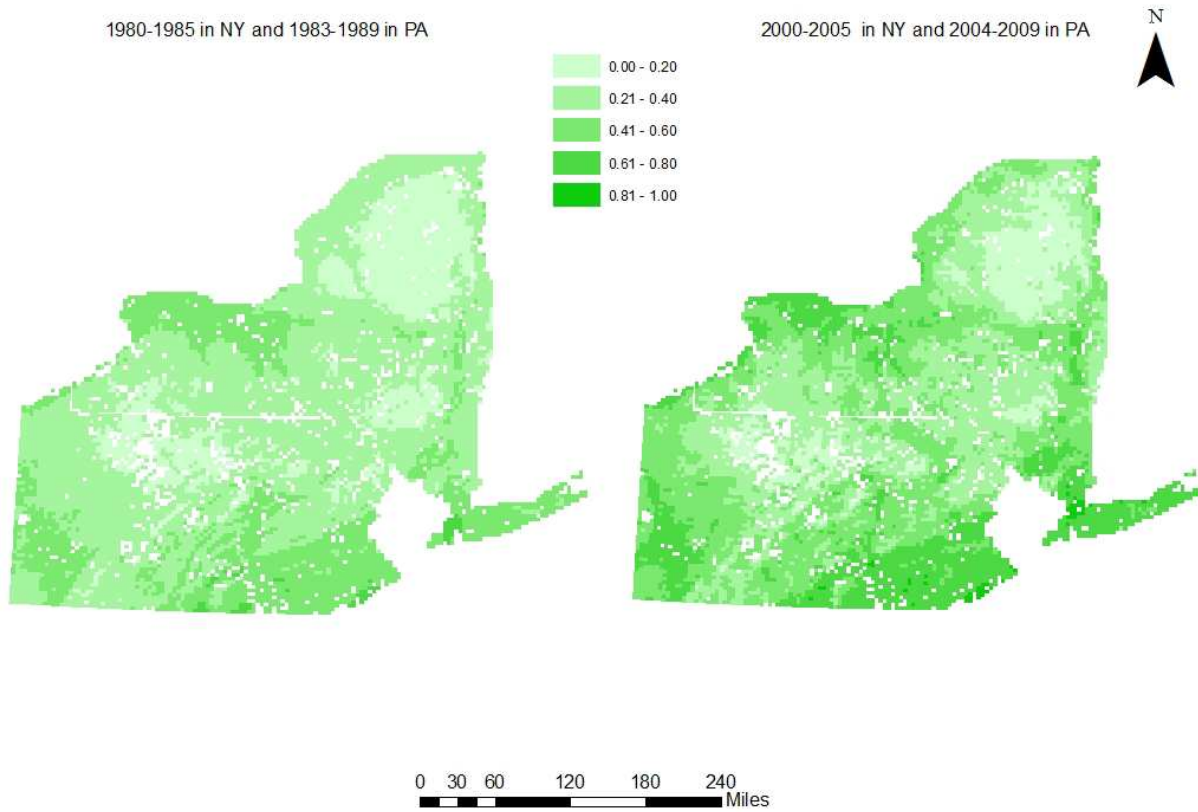 1980-1985 in NY and 1983-1989 in PA
2000-2005 in NY and 2004-2009 in PA
N
0.00 - 0.20
0.21 - 0.40
0.41 - 0.60
0.61 - 0.80
0.81 - 1.00
0 30 60 120 180 240
Miles